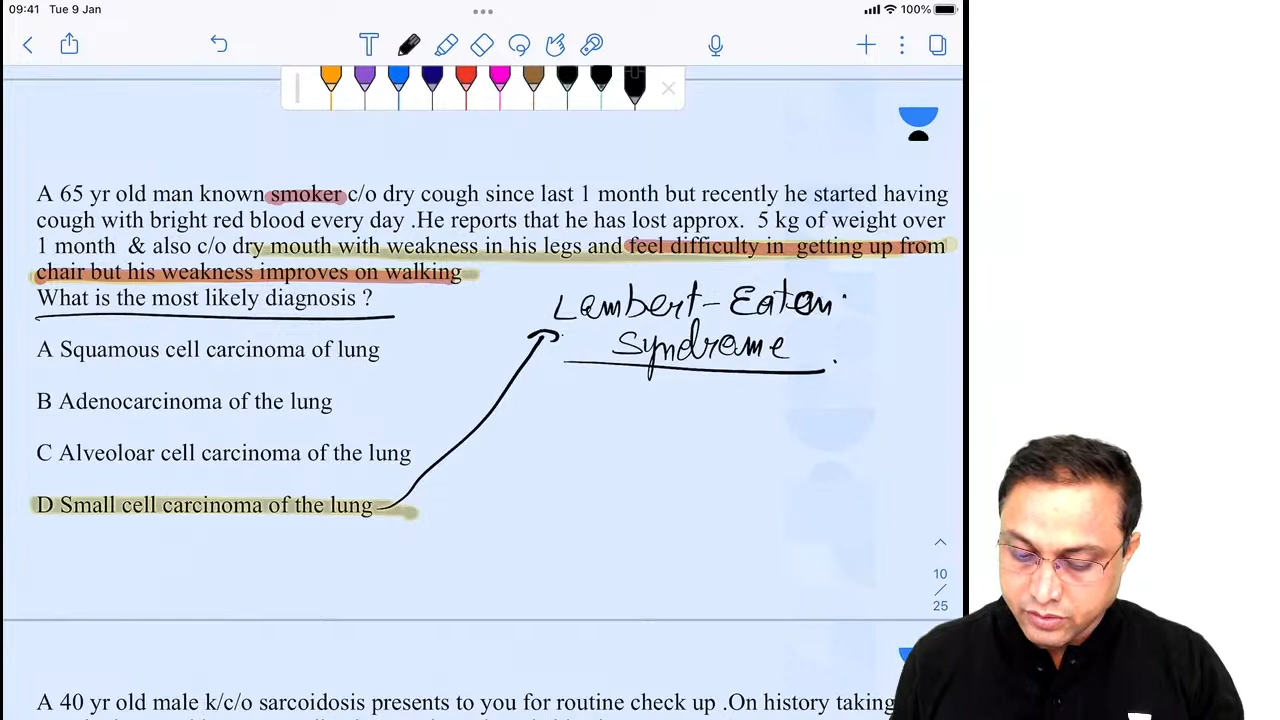 09:41 Tue 9 Jan
100%
T
A 65 yr old man known smoker c/o dry cough since last 1 month but recently he started having
cough with bright red blood every day .He reports that he has lost approx. 5 kg of weight over
1 month & also c/o dry mouth with weakness in his legs and feel difficulty in getting up from
chair but his weakness improves on walking
What is the most likely diagnosis ?
Lambert-Eaton
Syndrome
A Squamous cell carcinoma of lung
B Adenocarcinoma of the lung
C Alveoloar cell carcinoma of the lung
D Small cell carcinoma of the lung
10
/
25
A 40 yr old male k/c/o sarcoidosis presents to you for routine check up .On history taking